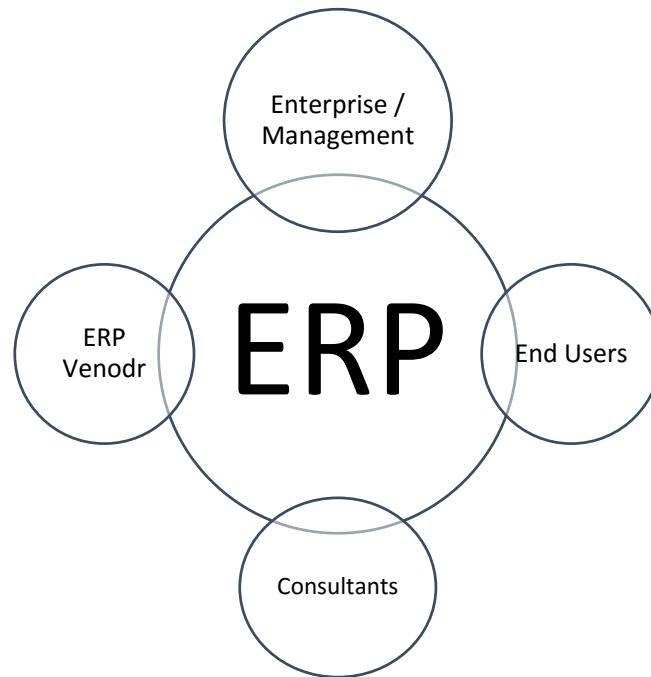 Enterprise /
Management
ERP
Venodr
ERP
End Users
Consultants